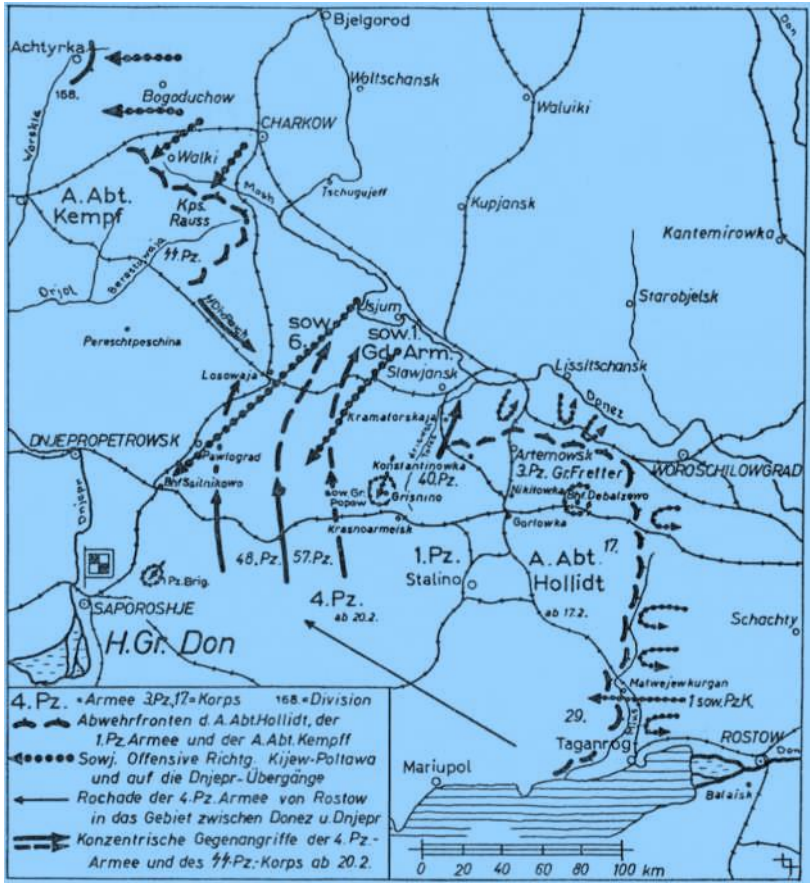 Bjelgorod
Don
Achtyrka
168.
Bogoduchow
Woltschansk
Waluiki
Worskla
CHARKOW
Walki
Mosh
Tschugujeff
A. Abt.
Kempf
Kps.
Rauss
Kupjansk
Kantemirowka
ᛋᛋPz.
Berestowaja
Orjol
Starobjelsk
Isjum
sow.
6.
sow. 1.
Gd. Arm.
Pereschtpeschina
Lissitschansk
Losowaja
Slawjansk
Donez
Kramatorskaja
DNJEPROPETROWSK
Pawlograd
Artemowsk
WOROSCHILOWGRAD
3.Pz. Gr.Fretter
Konstantinowka
40.Pz.
Bhf Ssilnikowo
sow. Gr.
Popow
Grisnino
Nikitowka
Bhf. Debalzowo
Dnjepr
Krasnoarmeisk
Gorlowka
48. Pz.
57. Pz.
1. Pz.
17.
Pz. Brig.
Stalino
A. Abt.
Hollidt
4. Pz.
ab 20.2.
ab 17.2.
SAPOROSHJE
Schachty
H.Gr. Don
Matwejewkurgan
1 sow. Pz.K.
29.
Mius
Taganrog
ROSTOW
Don
Mariupol
Bataisk
4. Pz. = Armee 3.Pz,17.=Korps 168.=Division
Abwehrfronten d. A. Abt. Hollidt, der
1.Pz. Armee und der A. Abt. Kempff
Sowj. Offensive Richtg. Kijew-Poltawa
und auf die Dnjepr-Übergänge
Rochade der 4.Pz. Armee von Rostow
in das Gebiet zwischen Donez u. Dnjepr
Konzentrische Gegenangriffe der 4. Pz.-
Armee und des ᛋᛋ-Pz.-Korps ab 20.2.
0 20 40 60 80 100 km